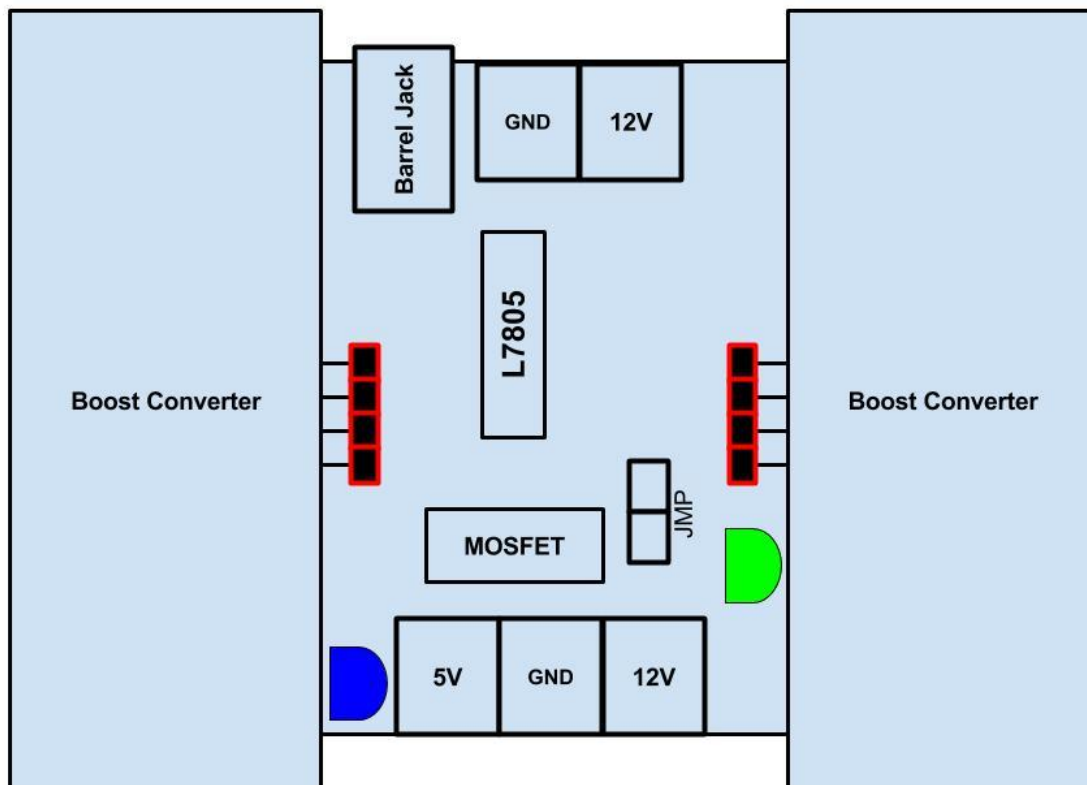 Barrel Jack
GND
12V
L7805
Boost Converter
Boost Converter
JMP
MOSFET
5V
GND
12V